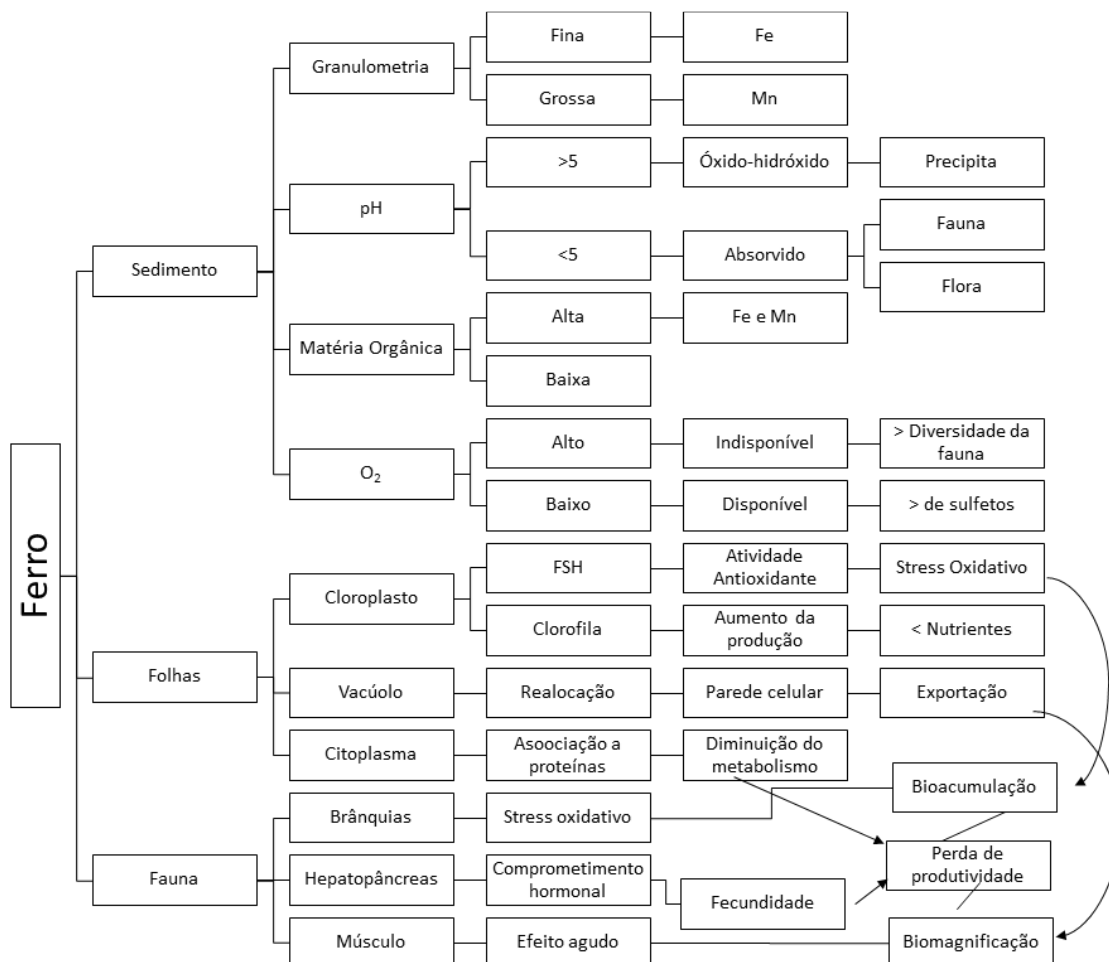 Ferro
Sedimento
Granulometria
Fina
Fe
Grossa
Mn
pH
>5
Óxido-hidróxido
Precipita
<5
Absorvido
Fauna
Flora
Matéria Orgânica
Alta
Fe e Mn
Baixa
O₂
Alto
Indisponível
> Diversidade da
fauna
Baixo
Disponível
> de sulfetos
Folhas
Cloroplasto
FSH
Atividade
Antioxidante
Stress Oxidativo
Clorofila
Aumento da
produção
< Nutrientes
Vacúolo
Realocação
Parede celular
Exportação
Citoplasma
Asoociação a
proteínas
Diminuição do
metabolismo
Fauna
Brânquias
Stress oxidativo
Bioacumulação
Hepatopâncreas
Comprometimento
hormonal
Fecundidade
Perda de
produtividade
Músculo
Efeito agudo
Biomagnificação